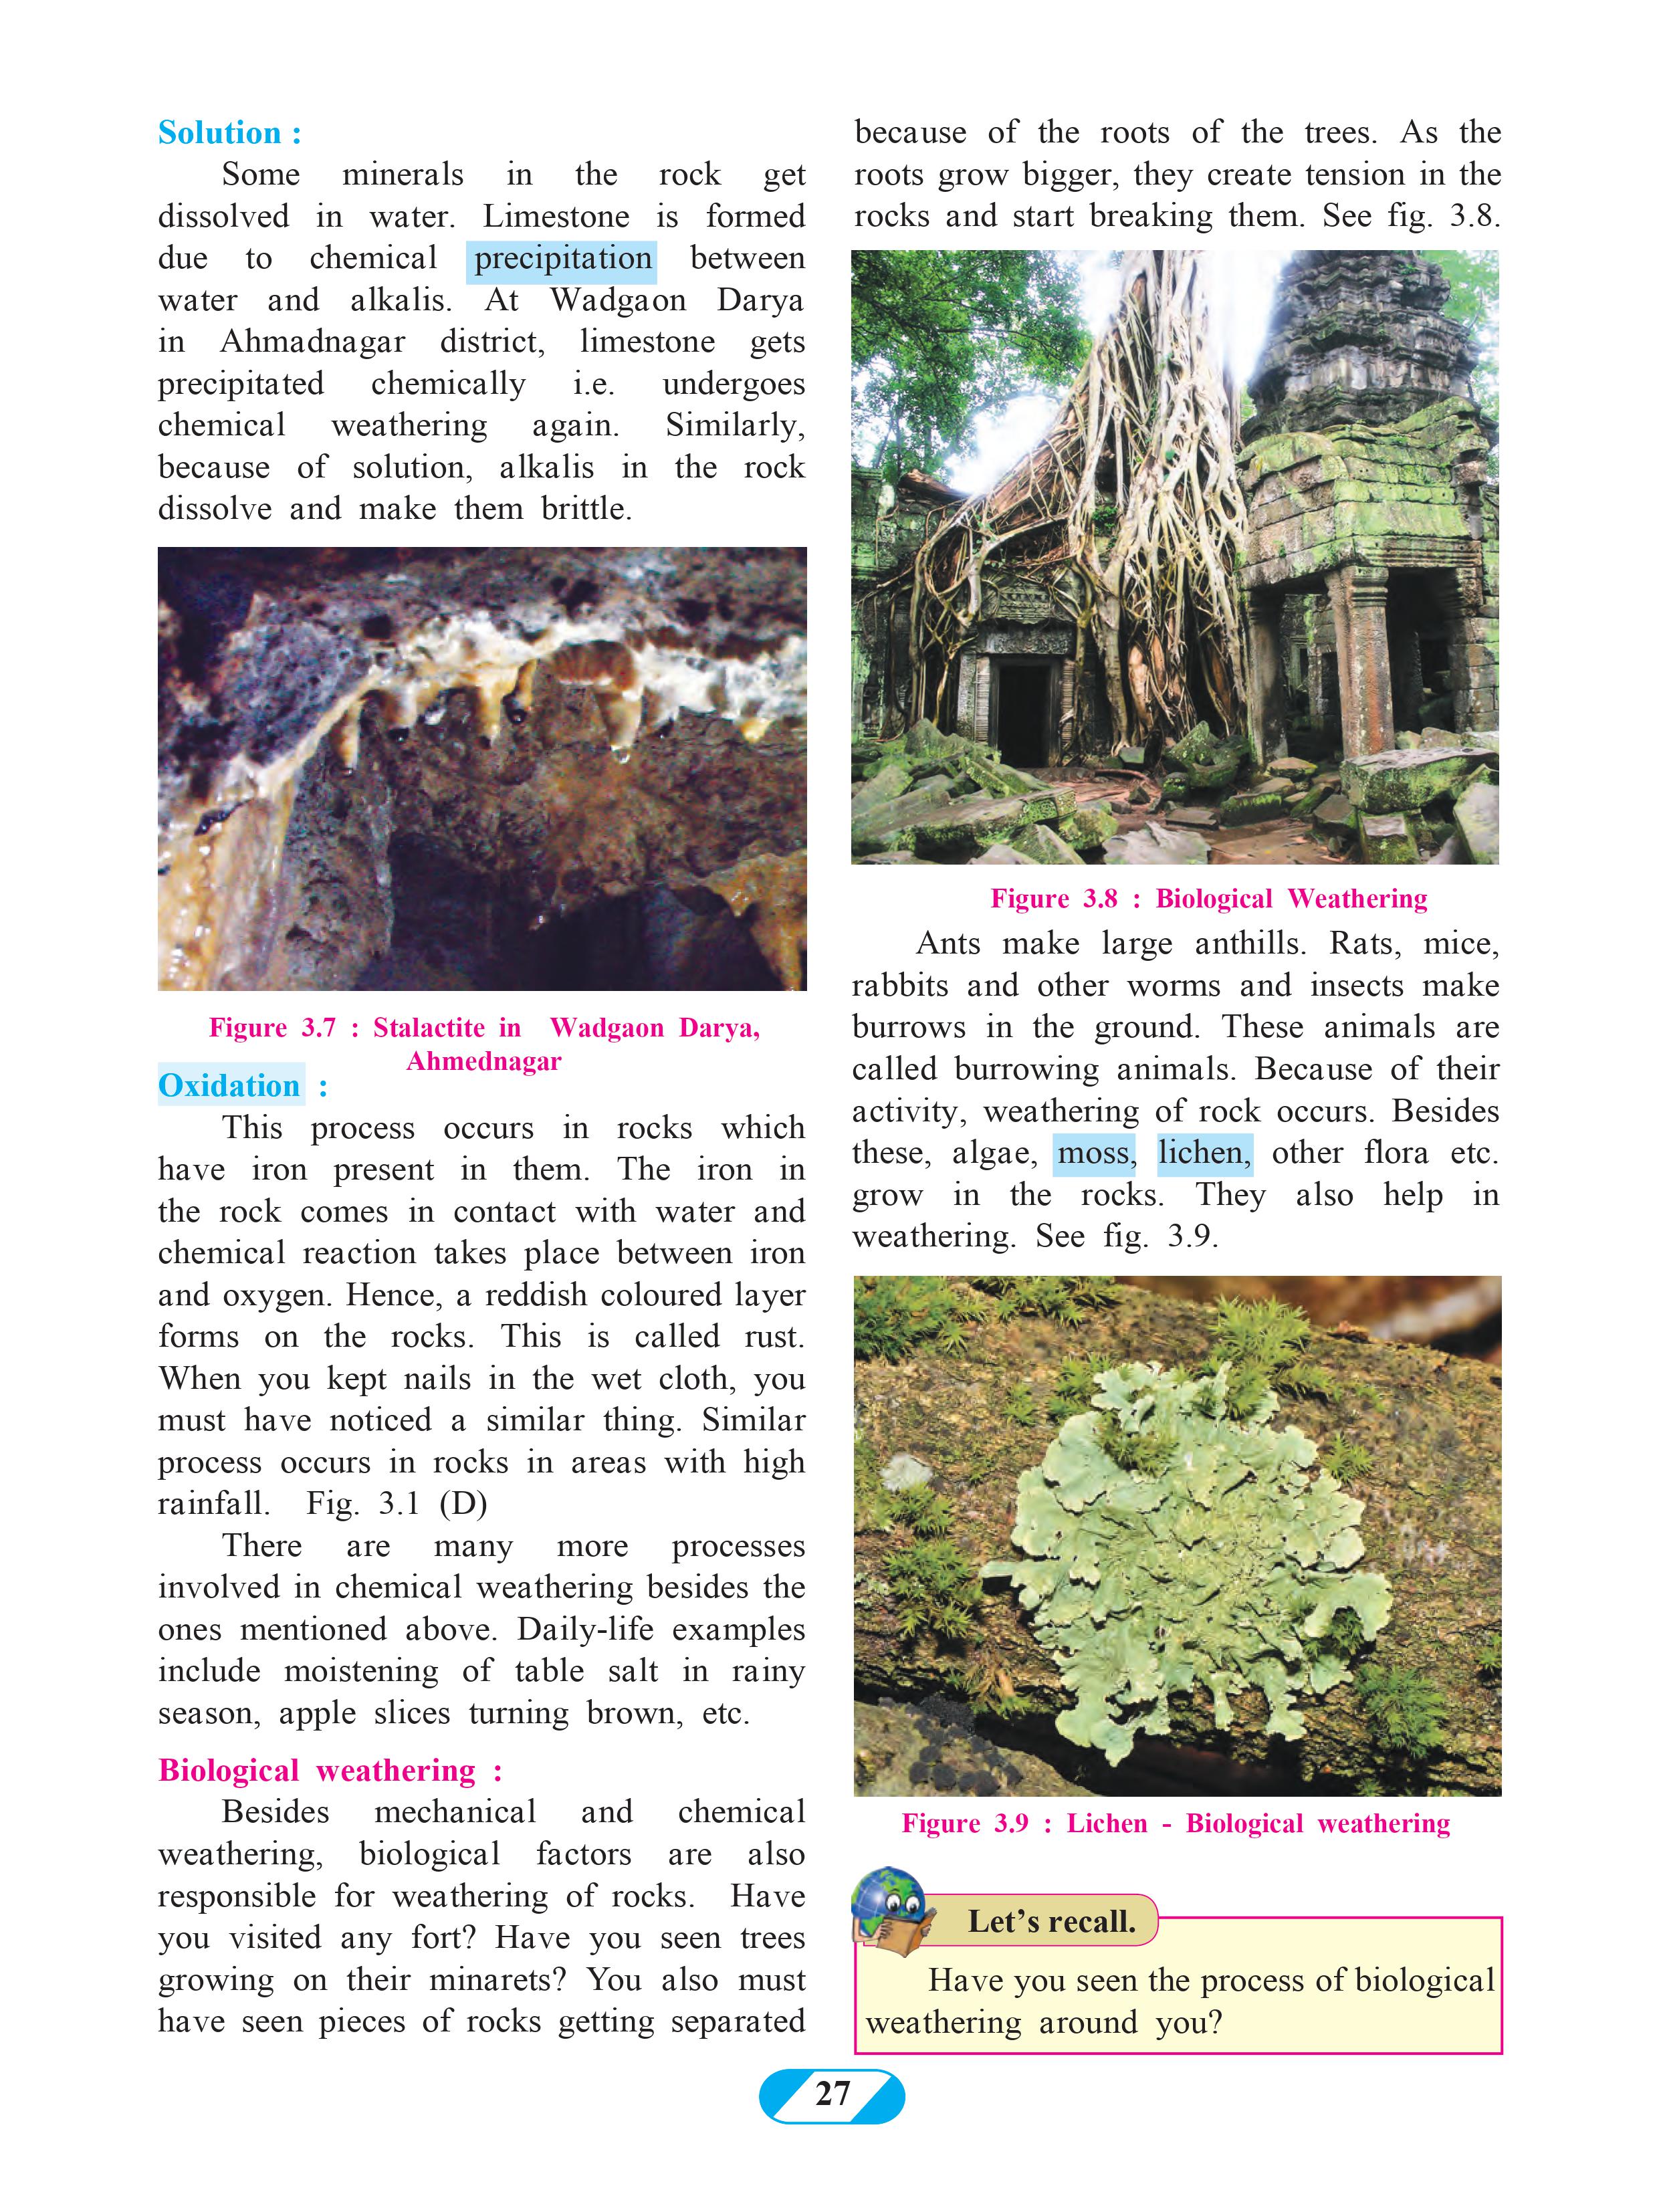 Solution :
Some minerals in the rock get
dissolved in water. Limestone is formed
due to chemical precipitation between
water and alkalis. At Wadgaon Darya
in Ahmadnagar district, limestone gets
precipitated chemically i.e. undergoes
chemical weathering again. Similarly,
because of solution, alkalis in the rock
dissolve and make them brittle.
Figure 3.7 : Stalactite in Wadgaon Darya,
Ahmednagar
Oxidation :
This process occurs in rocks which
have iron present in them. The iron in
the rock comes in contact with water and
chemical reaction takes place between iron
and oxygen. Hence, a reddish coloured layer
forms on the rocks. This is called rust.
When you kept nails in the wet cloth, you
must have noticed a similar thing. Similar
process occurs in rocks in areas with high
rainfall. Fig. 3.1 (D)
There are many more processes
involved in chemical weathering besides the
ones mentioned above. Daily-life examples
include moistening of table salt in rainy
season, apple slices turning brown, etc.
Biological weathering :
Besides mechanical and chemical
weathering, biological factors are also
responsible for weathering of rocks. Have
you visited any fort? Have you seen trees
growing on their minarets? You also must
have seen pieces of rocks getting separated
because of the roots of the trees. As the
roots grow bigger, they create tension in the
rocks and start breaking them. See fig. 3.8.
Figure 3.8 : Biological Weathering
Ants make large anthills. Rats, mice,
rabbits and other worms and insects make
burrows in the ground. These animals are
called burrowing animals. Because of their
activity, weathering of rock occurs. Besides
these, algae, moss, lichen, other flora etc.
grow in the rocks. They also help in
weathering. See fig. 3.9.
Figure 3.9 : Lichen - Biological weathering
Let’s recall.
Have you seen the process of biological
weathering around you?
27